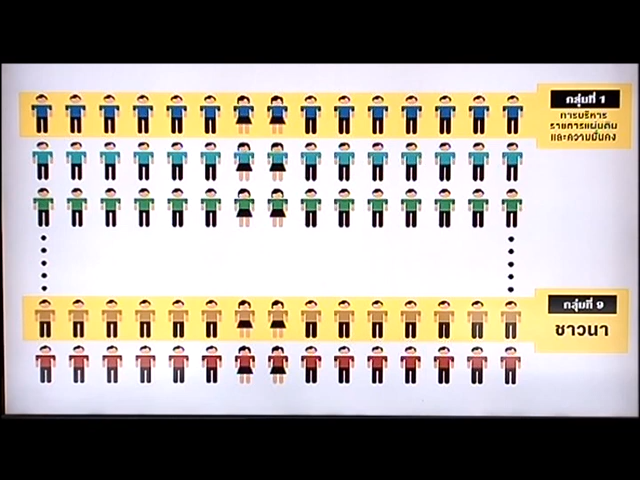 กลุ่มที่ 1
การบริหาร
ราชการแผ่นดิน
และความมั่นคง
กลุ่มที่ 9
ชาวนา